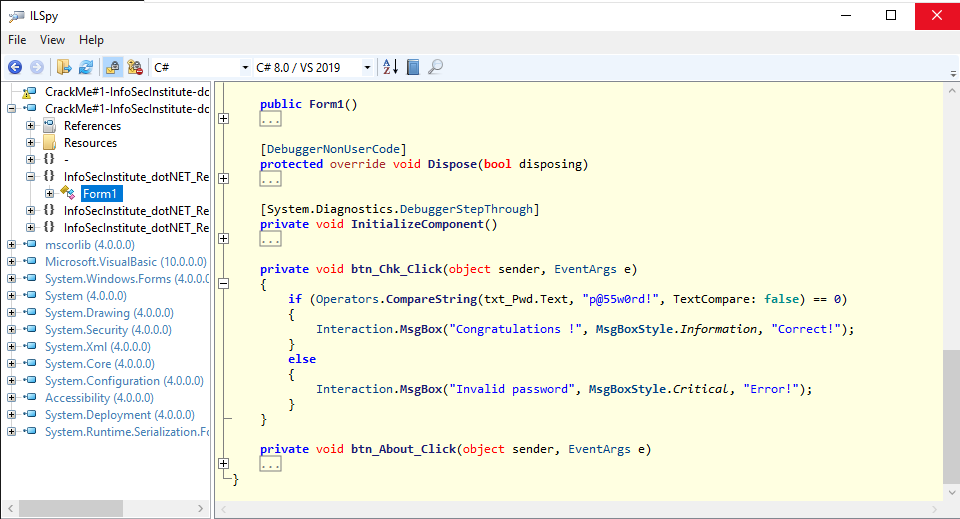 ILSpy
File View Help
C# C# 8.0 / VS 2019
CrackMe#1-InfoSecInstitute-do
CrackMe#1-InfoSecInstitute-do
References
Resources
{} -
{} InfoSecInstitute_dotNET_Re
Form1
{} InfoSecInstitute_dotNET_Re
{} InfoSecInstitute_dotNET_Re
mscorlib (4.0.0.0)
Microsoft.VisualBasic (10.0.0.0)
System.Windows.Forms (4.0.0.0)
System (4.0.0.0)
System.Drawing (4.0.0.0)
System.Security (4.0.0.0)
System.Xml (4.0.0.0)
System.Core (4.0.0.0)
System.Configuration (4.0.0.0)
Accessibility (4.0.0.0)
System.Deployment (4.0.0.0)
System.Runtime.Serialization.Fo
public Form1()
...
[DebuggerNonUserCode]
protected override void Dispose(bool disposing)
...
[System.Diagnostics.DebuggerStepThrough]
private void InitializeComponent()
...
private void btn_Chk_Click(object sender, EventArgs e)
{
if (Operators.CompareString(txt_Pwd.Text, "p@55w0rd!", TextCompare: false) == 0)
{
Interaction.MsgBox("Congratulations !", MsgBoxStyle.Information, "Correct!");
}
else
{
Interaction.MsgBox("Invalid password", MsgBoxStyle.Critical, "Error!");
}
}
private void btn_About_Click(object sender, EventArgs e)
...
}